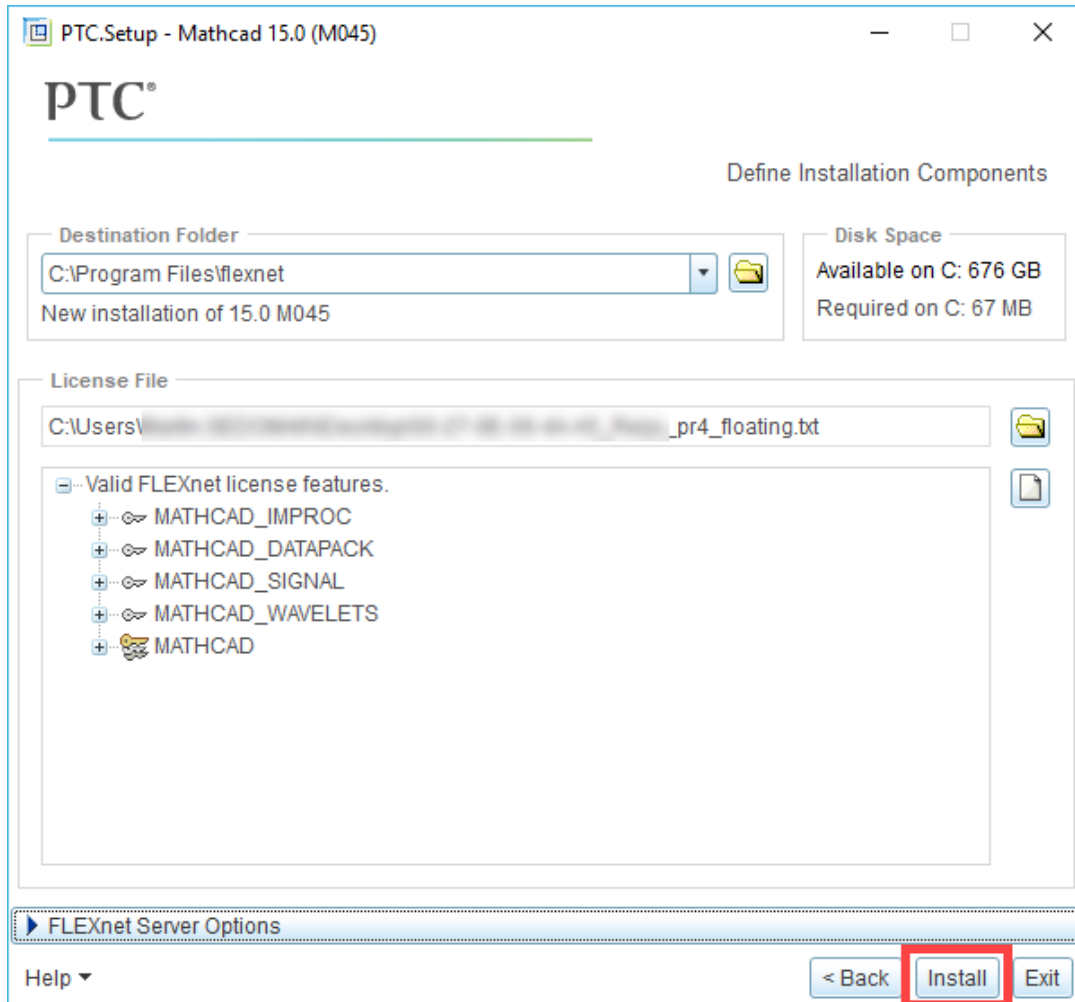 PTC.Setup - Mathcad 15.0 (M045)
PTC®
Define Installation Components
Destination Folder
C:\Program Files\flexnet
New installation of 15.0 M045
Disk Space
Available on C: 676 GB
Required on C: 67 MB
License File
C:\Users\ _pr4_floating.txt
Valid FLEXnet license features.
MATHCAD_IMPROC
MATHCAD_DATAPACK
MATHCAD_SIGNAL
MATHCAD_WAVELETS
MATHCAD
FLEXnet Server Options
Help
< Back Install Exit